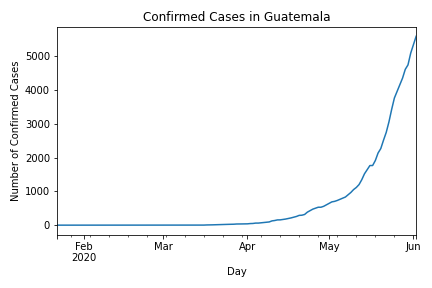 Confirmed Cases in Guatemala
Number of Confirmed Cases
5000
4000
3000
2000
1000
0
Feb
2020
Mar
Apr
May
Jun
Day